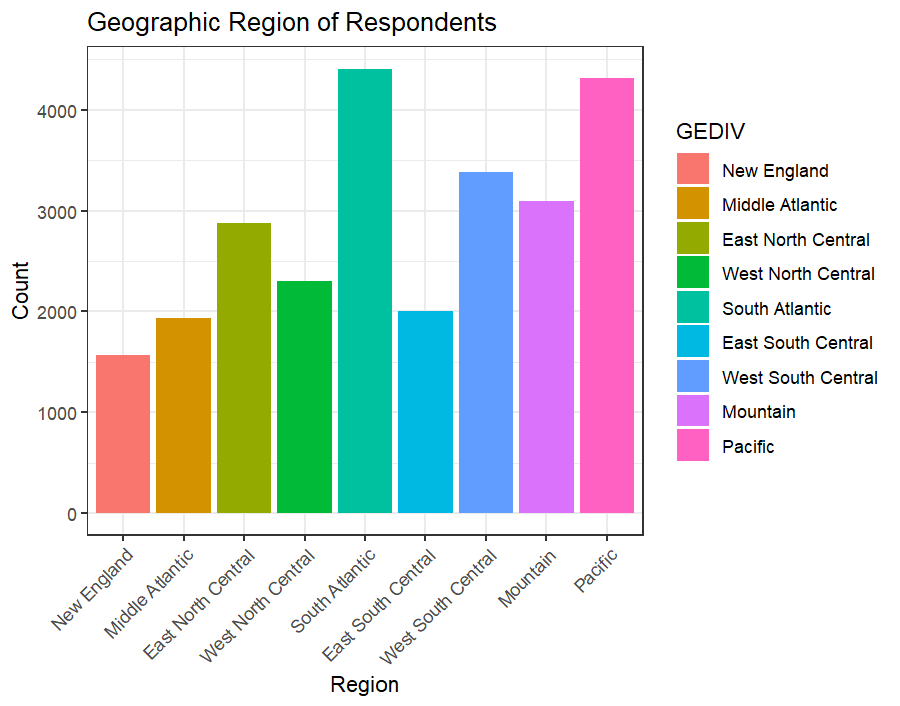 Geographic Region of Respondents
Count
4000
3000
2000
1000
0
New England
Middle Atlantic
East North Central
West North Central
South Atlantic
East South Central
West South Central
Mountain
Pacific
Region
GEDIV
New England
Middle Atlantic
East North Central
West North Central
South Atlantic
East South Central
West South Central
Mountain
Pacific